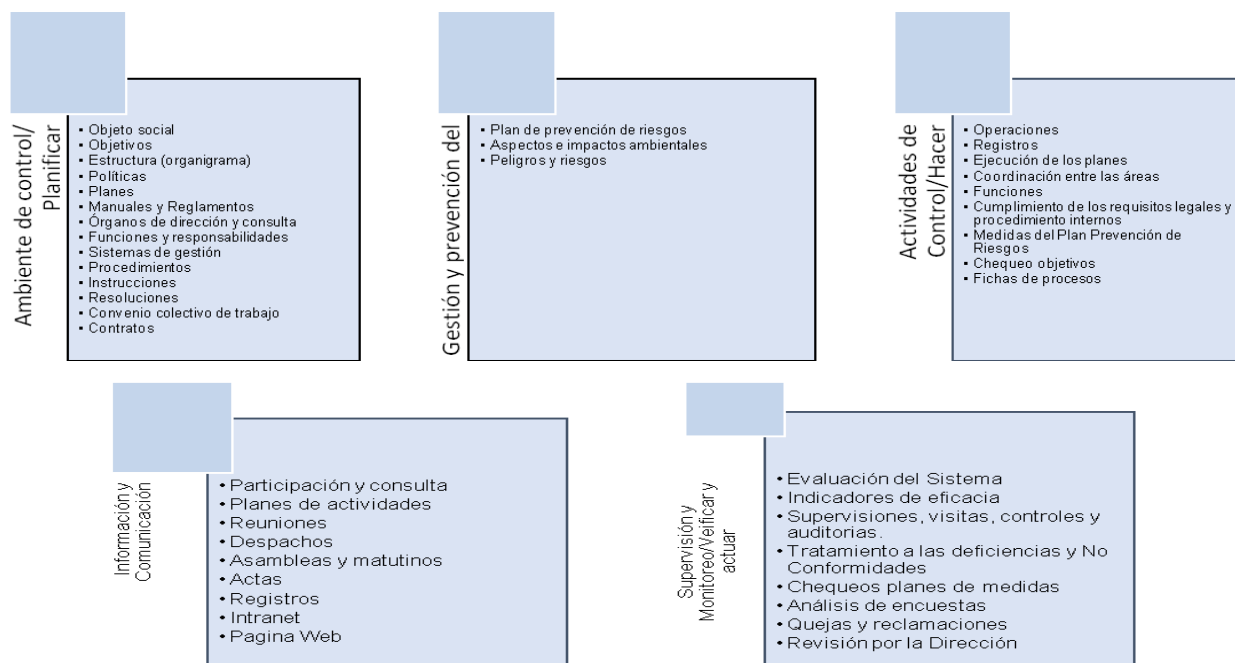 Ambiente de control/
Planificar
▪ Objeto social
▪ Objetivos
▪ Estructura (organigrama)
▪ Políticas
▪ Planes
▪ Manuales y Reglamentos
▪ Órganos de dirección y consulta
▪ Funciones y responsabilidades
▪ Sistemas de gestión
▪ Procedimientos
▪ Instrucciones
▪ Resoluciones
▪ Convenio colectivo de trabajo
▪ Contratos
Gestión y prevención del
▪ Plan de prevención de riesgos
▪ Aspectos e impactos ambientales
▪ Peligros y riesgos
Actividades de
Control/Hacer
▪ Operaciones
▪ Registros
▪ Ejecución de los planes
▪ Coordinación entre las áreas
▪ Funciones
▪ Cumplimiento de los requisitos legales y
procedimiento internos
▪ Medidas del Plan Prevención de
Riesgos
▪ Chequeo objetivos
▪ Fichas de procesos
Información y
Comunicación
• Participación y consulta
• Planes de actividades
• Reuniones
• Despachos
• Asambleas y matutinos
• Actas
• Registros
• Intranet
• Pagina Web
Supervisión y
Monitoreo/Veificar y
actuar
• Evaluación del Sistema
• Indicadores de eficacia
• Supervisiones, visitas, controles y
auditorias.
• Tratamiento a las deficiencias y No
Conformidades
• Chequeos planes de medidas
• Análisis de encuestas
• Quejas y reclamaciones
• Revisión por la Dirección